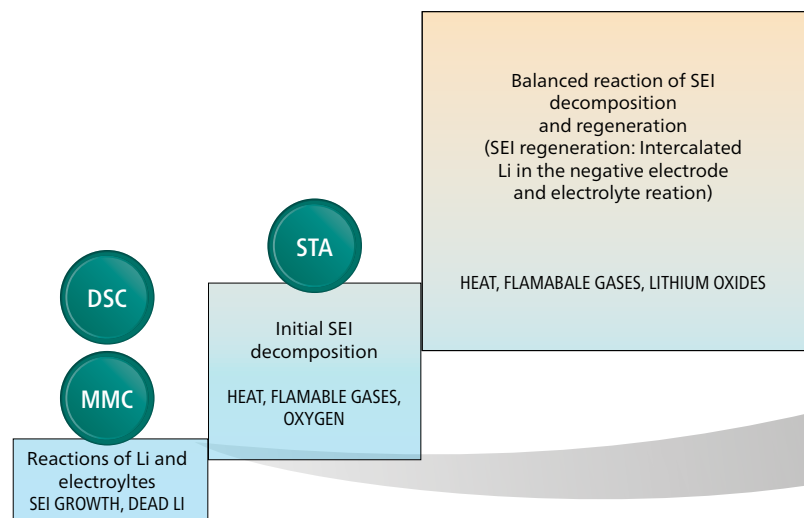 DSC
MMC
Reactions of Li and
electroyltes
SEI GROWTH, DEAD LI
STA
Initial SEI
decomposition
HEAT, FLAMABLE GASES,
OXYGEN
Balanced reaction of SEI
decomposition
and regeneration
(SEI regeneration: Intercalated
Li in the negative electrode
and electrolyte reation)
HEAT, FLAMABALE GASES, LITHIUM OXIDES